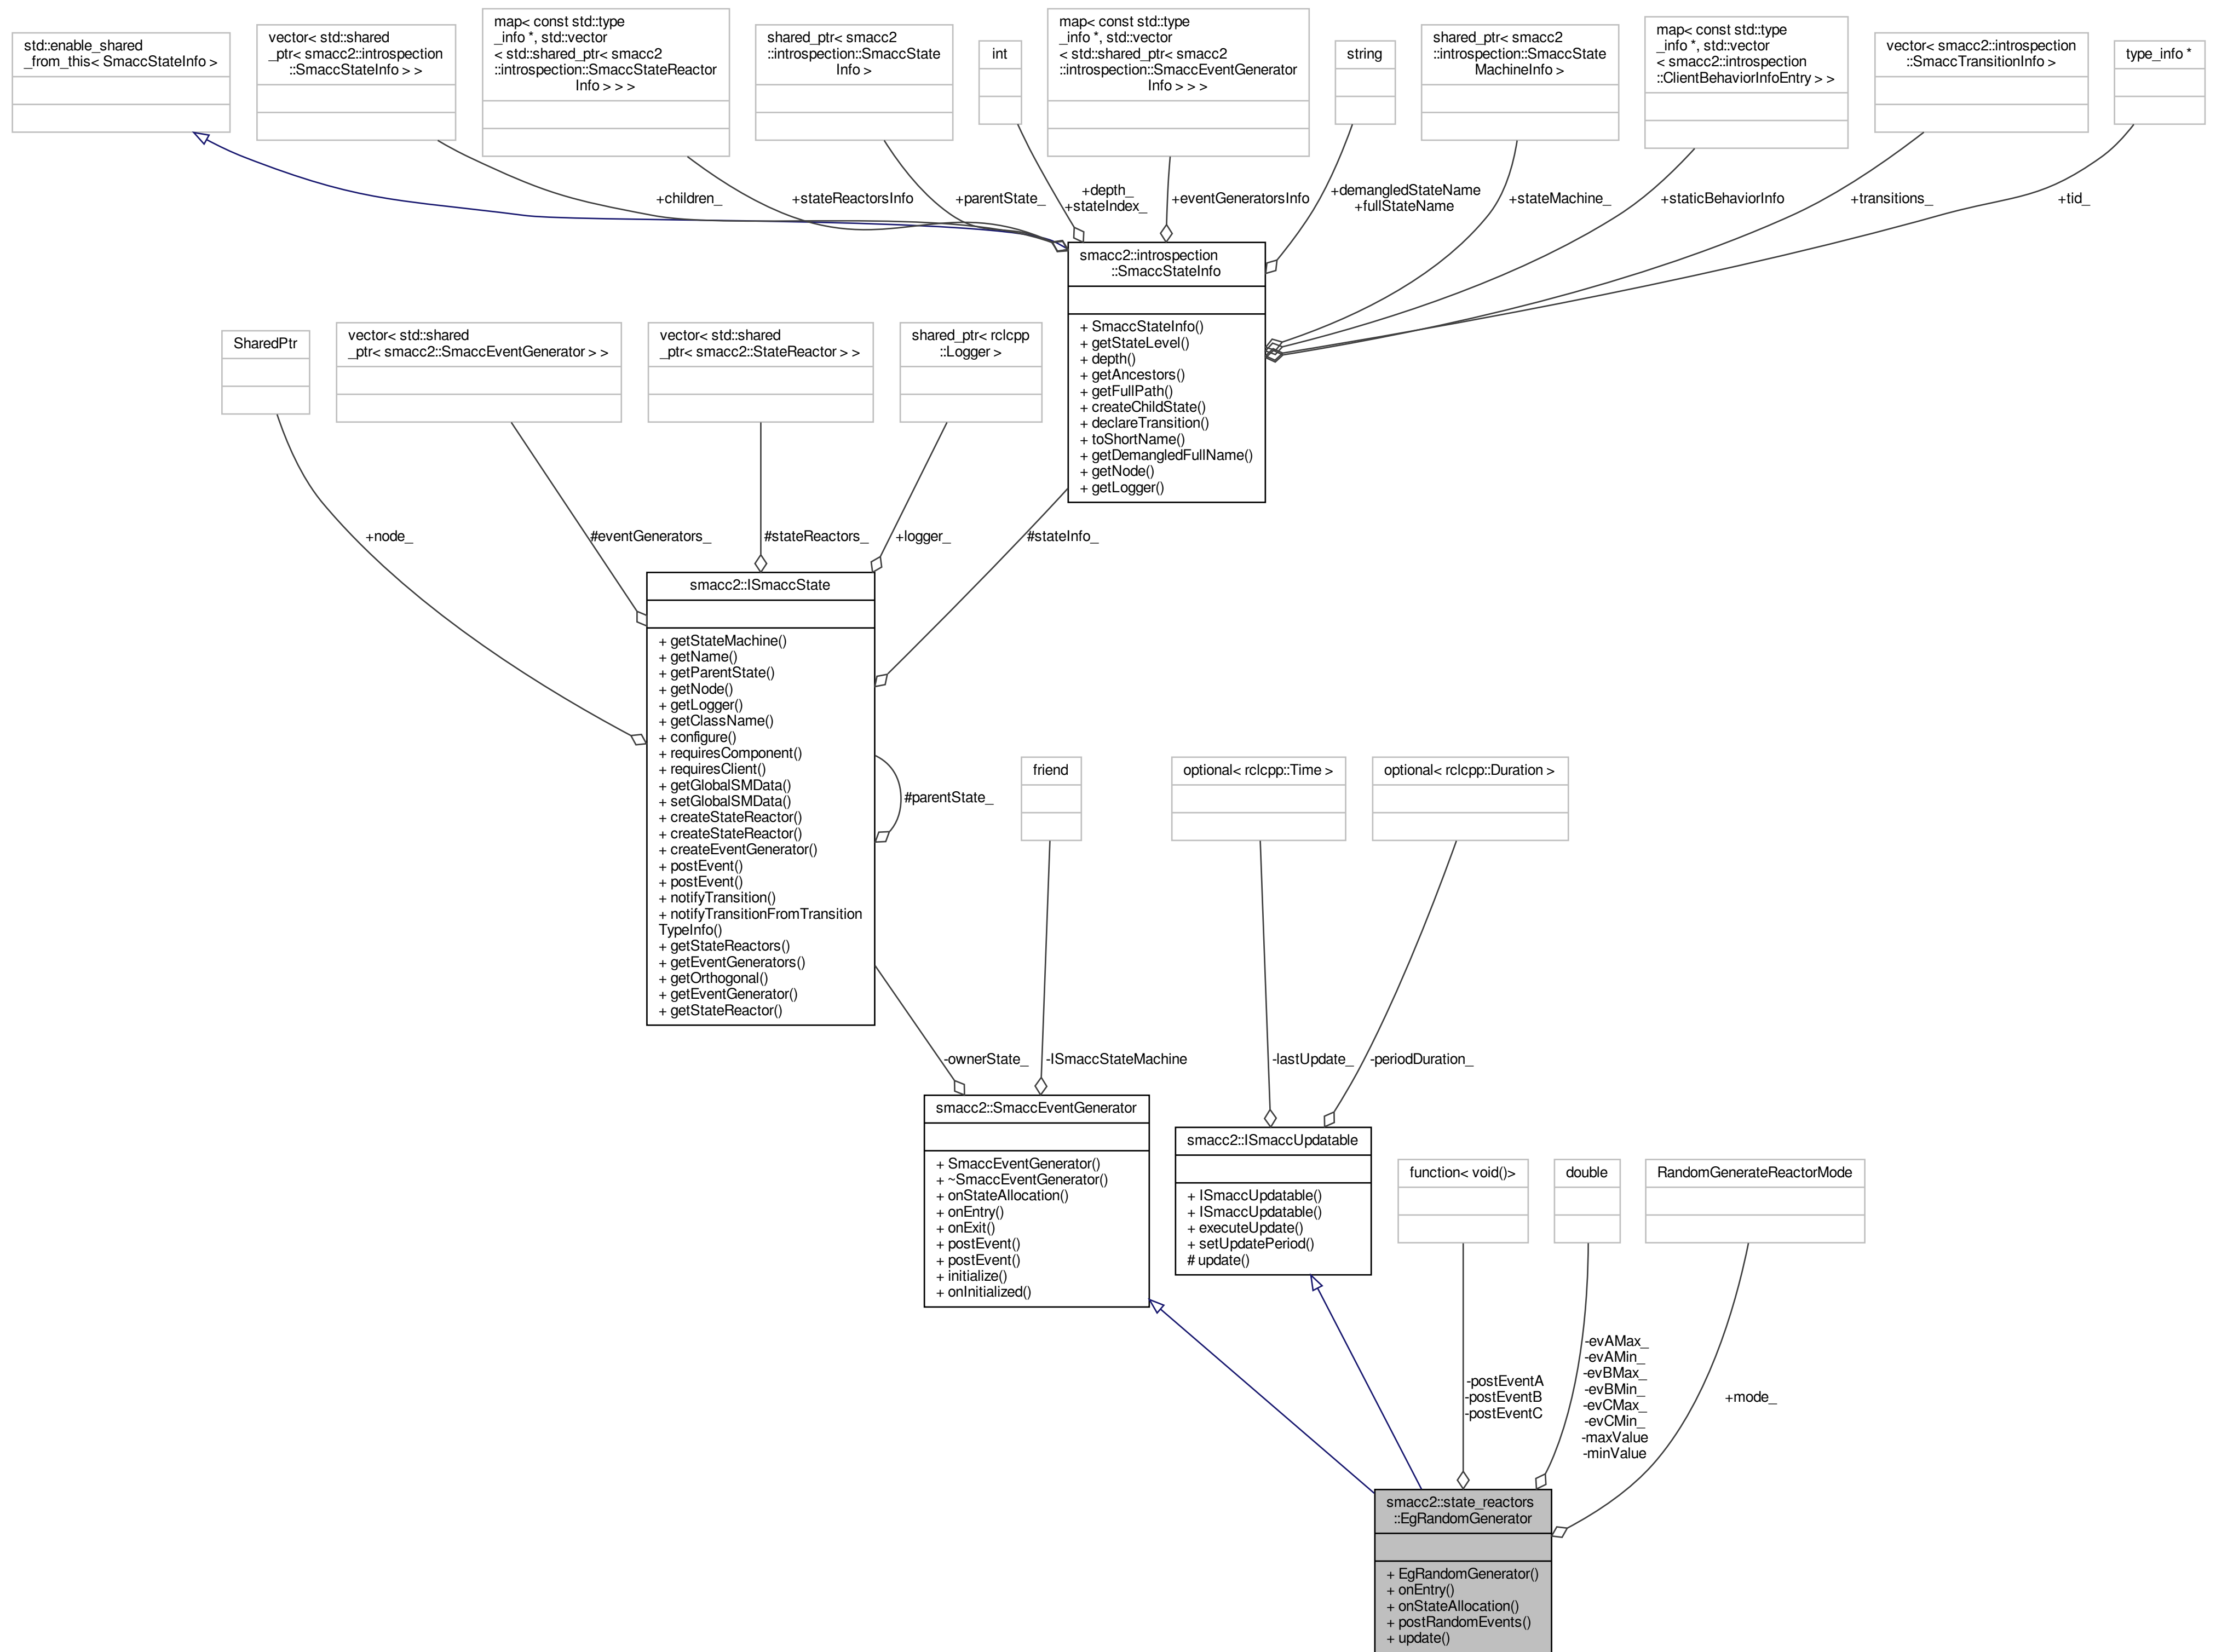 std::enable_shared
_from_this< SmaccStateInfo >
vector< std::shared
_ptr< smacc2::introspection
::SmaccStateInfo > >
map< const std::type
_info *, std::vector
< std::shared_ptr< smacc2
::introspection::SmaccStateReactor
Info > > >
shared_ptr< smacc2
::introspection::SmaccState
Info >
int
map< const std::type
_info *, std::vector
< std::shared_ptr< smacc2
::introspection::SmaccEventGenerator
Info > > >
string
shared_ptr< smacc2
::introspection::SmaccState
MachineInfo >
map< const std::type
_info *, std::vector
< smacc2::introspection
::ClientBehaviorInfoEntry > >
vector< smacc2::introspection
::SmaccTransitionInfo >
type_info *
+children_
+stateReactorsInfo
+parentState_
+depth_
+stateIndex_
+eventGeneratorsInfo
+demangledStateName
+fullStateName
+stateMachine_
+staticBehaviorInfo
+transitions_
+tid_
smacc2::introspection
::SmaccStateInfo
+ SmaccStateInfo()
+ getStateLevel()
+ depth()
+ getAncestors()
+ getFullPath()
+ createChildState()
+ declareTransition()
+ toShortName()
+ getDemangledFullName()
+ getNode()
+ getLogger()
SharedPtr
vector< std::shared
_ptr< smacc2::SmaccEventGenerator > >
vector< std::shared
_ptr< smacc2::StateReactor > >
shared_ptr< rclcpp
::Logger >
+node_
#eventGenerators_
#stateReactors_
+logger_
#stateInfo_
smacc2::ISmaccState
+ getStateMachine()
+ getName()
+ getParentState()
+ getNode()
+ getLogger()
+ getClassName()
+ configure()
+ requiresComponent()
+ requiresClient()
+ getGlobalSMData()
+ setGlobalSMData()
+ createStateReactor()
+ createStateReactor()
+ createEventGenerator()
+ postEvent()
+ postEvent()
+ notifyTransition()
+ notifyTransitionFromTransition
TypeInfo()
+ getStateReactors()
+ getEventGenerators()
+ getOrthogonal()
+ getEventGenerator()
+ getStateReactor()
#parentState_
friend
optional< rclcpp::Time >
optional< rclcpp::Duration >
-ownerState_
-ISmaccStateMachine
-lastUpdate_
-periodDuration_
smacc2::SmaccEventGenerator
+ SmaccEventGenerator()
+ ~SmaccEventGenerator()
+ onStateAllocation()
+ onEntry()
+ onExit()
+ postEvent()
+ postEvent()
+ initialize()
+ onInitialized()
smacc2::ISmaccUpdatable
+ ISmaccUpdatable()
+ ISmaccUpdatable()
+ executeUpdate()
+ setUpdatePeriod()
# update()
function< void()>
double
RandomGenerateReactorMode
-postEventA
-postEventB
-postEventC
-evAMax_
-evAMin_
-evBMax_
-evBMin_
-evCMax_
-evCMin_
-maxValue
-minValue
+mode_
smacc2::state_reactors
::EgRandomGenerator
+ EgRandomGenerator()
+ onEntry()
+ onStateAllocation()
+ postRandomEvents()
+ update()